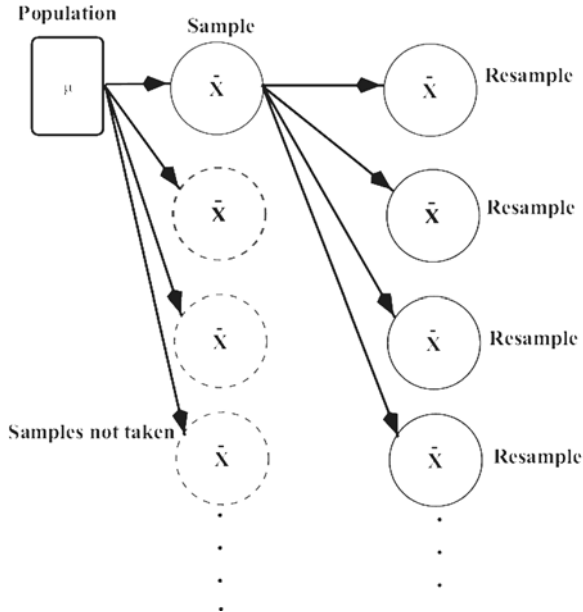 Population
Sample
μ
X̄
X̄
Resample
X̄
X̄
Resample
X̄
X̄
Resample
Samples not taken
X̄
X̄
Resample